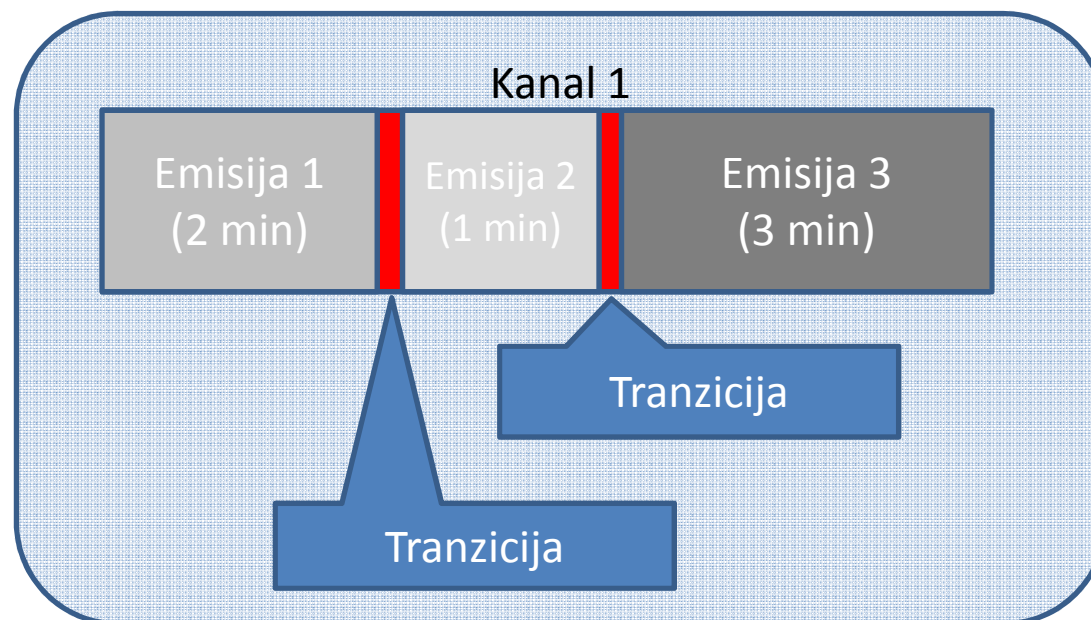 Kanal 1
Emisija 1
(2 min)
Emisija 2
(1 min)
Emisija 3
(3 min)
Tranzicija
Tranzicija